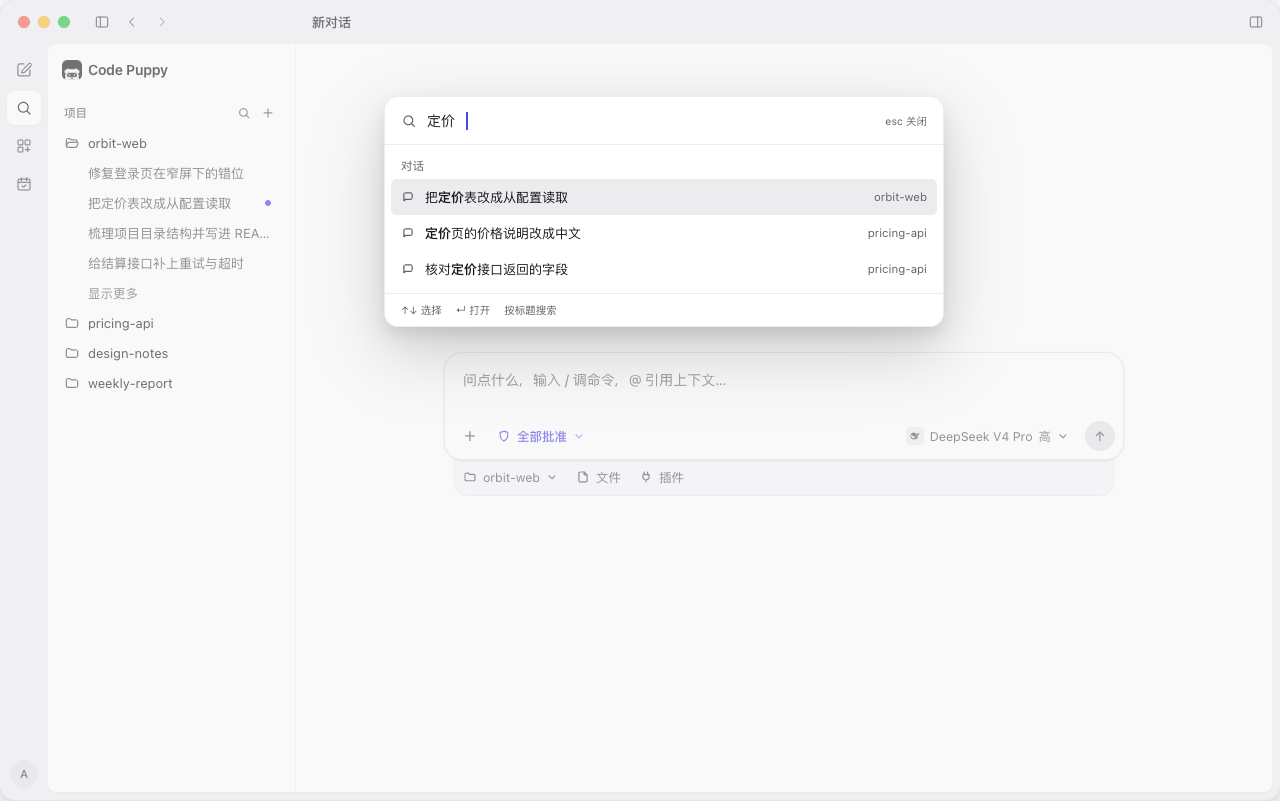 新对话
Code Puppy
项目
orbit-web
修复登录页在窄屏下的错位
把定价表改成从配置读取
梳理项目目录结构并写进 REA...
给结算接口补上重试与超时
显示更多
pricing-api
design-notes
weekly-report
A
定价
esc 关闭
对话
把定价表改成从配置读取 orbit-web
定价页的价格说明改成中文 pricing-api
核对定价接口返回的字段 pricing-api
↑↓ 选择 ↵ 打开 按标题搜索
问点什么，输入 / 调命令，@ 引用上下文...
全部批准 DeepSeek V4 Pro 高
orbit-web 文件 插件